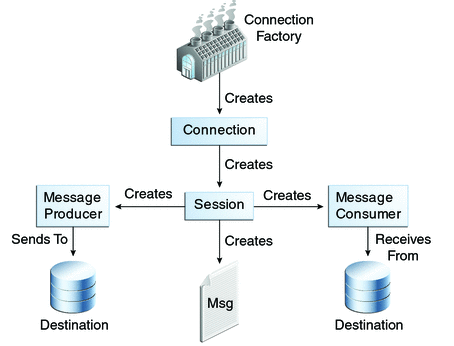 Connection
Factory
Creates
Connection
Creates
Message
Producer
Creates
Session
Creates
Message
Consumer
Sends To
Creates
Receives
From
Msg
Destination
Destination